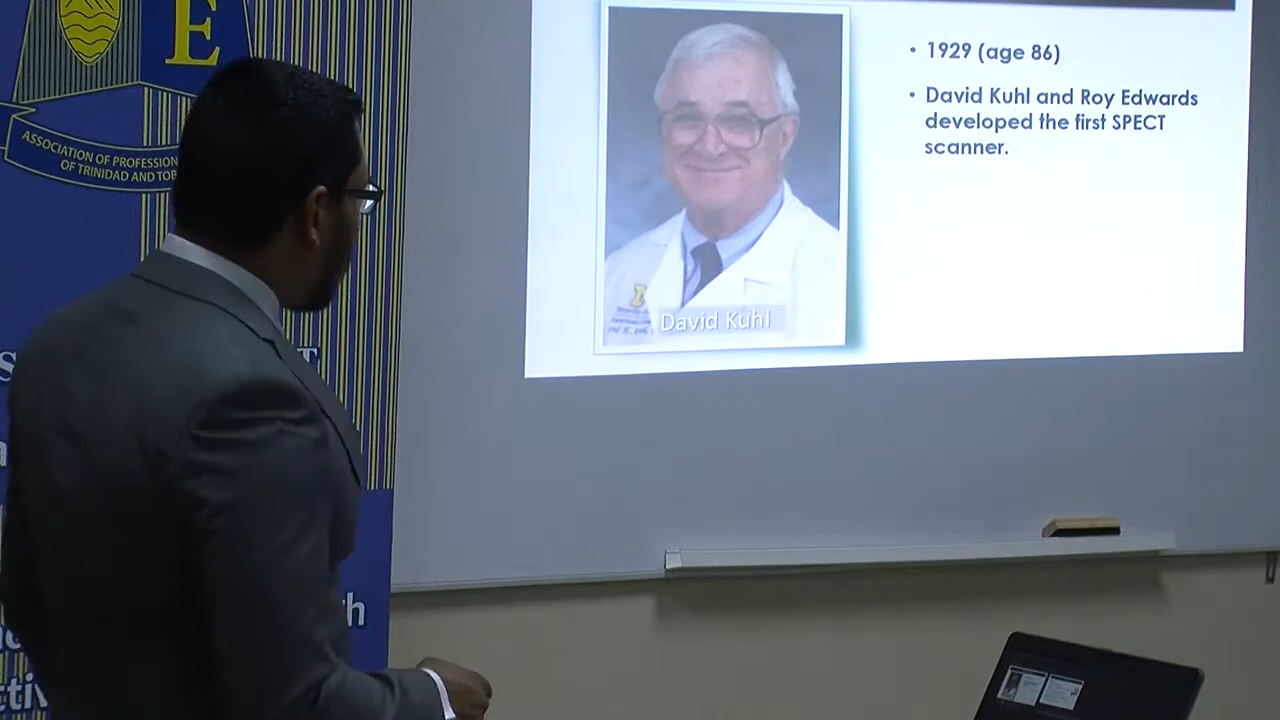 E
ASSOCIATION OF PROFESSION
OF TRINIDAD AND TOB
• 1929 (age 86)
• David Kuhl and Roy Edwards
developed the first SPECT
scanner.
David Kuhl